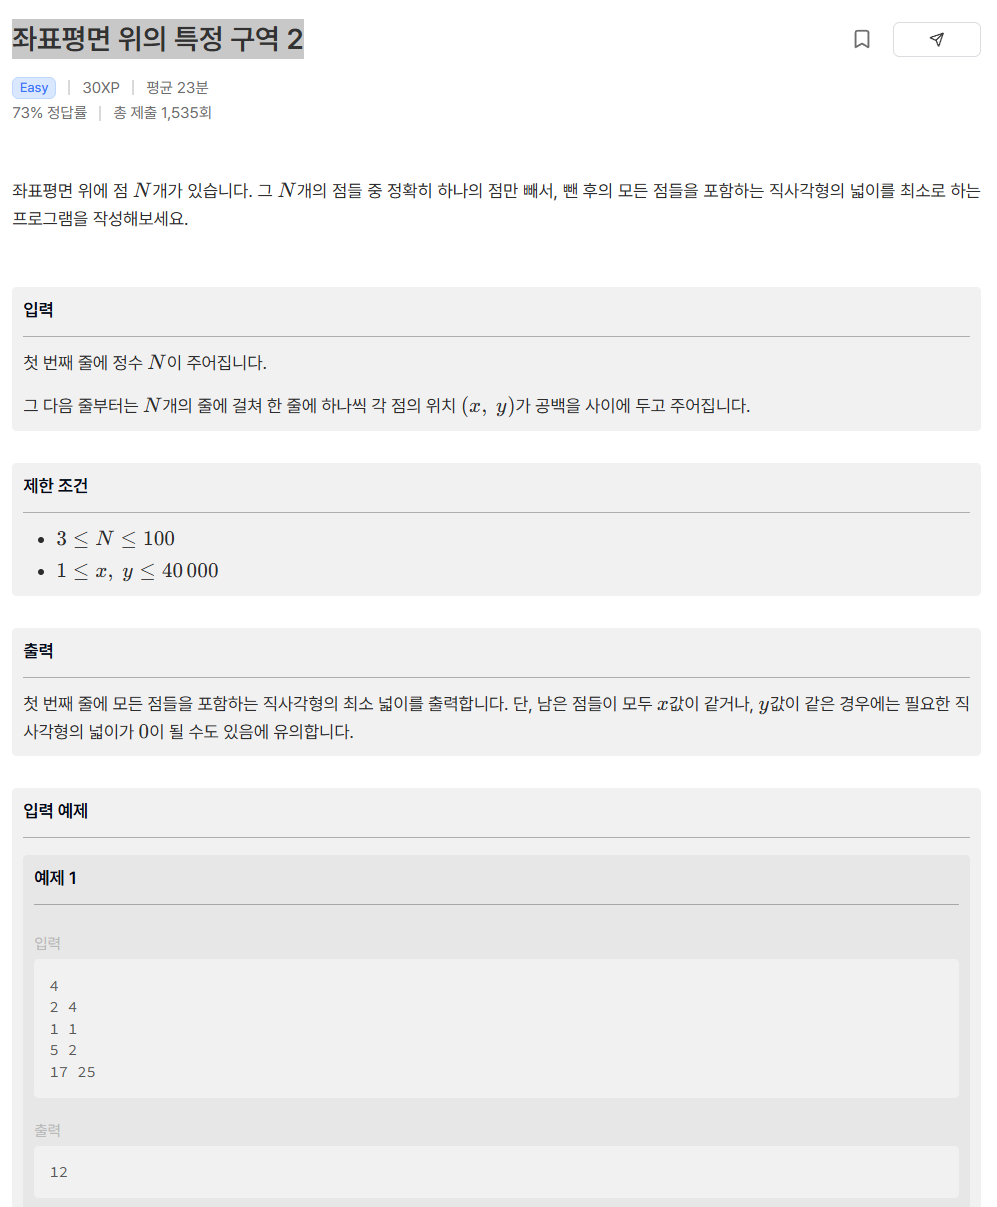 좌표평면 위의 특정 구역 2
Easy | 30XP | 평균 23분
73% 정답률 | 총 제출 1,535회
좌표평면 위에 점 N개가 있습니다. 그 N개의 점들 중 정확히 하나의 점만 빼서, 뺀 후의 모든 점들을 포함하는 직사각형의 넓이를 최소로 하는
프로그램을 작성해보세요.
입력
첫 번째 줄에 정수 N이 주어집니다.
그 다음 줄부터는 N개의 줄에 걸쳐 한 줄에 하나씩 각 점의 위치 (x, y)가 공백을 사이에 두고 주어집니다.
제한 조건
• 3 ≤ N ≤ 100
• 1 ≤ x, y ≤ 40 000
출력
첫 번째 줄에 모든 점들을 포함하는 직사각형의 최소 넓이를 출력합니다. 단, 남은 점들이 모두 x값이 같거나, y값이 같은 경우에는 필요한 직
사각형의 넓이가 0이 될 수도 있음에 유의합니다.
입력 예제
예제 1
입력
4
2 4
1 1
5 2
17 25
출력
12